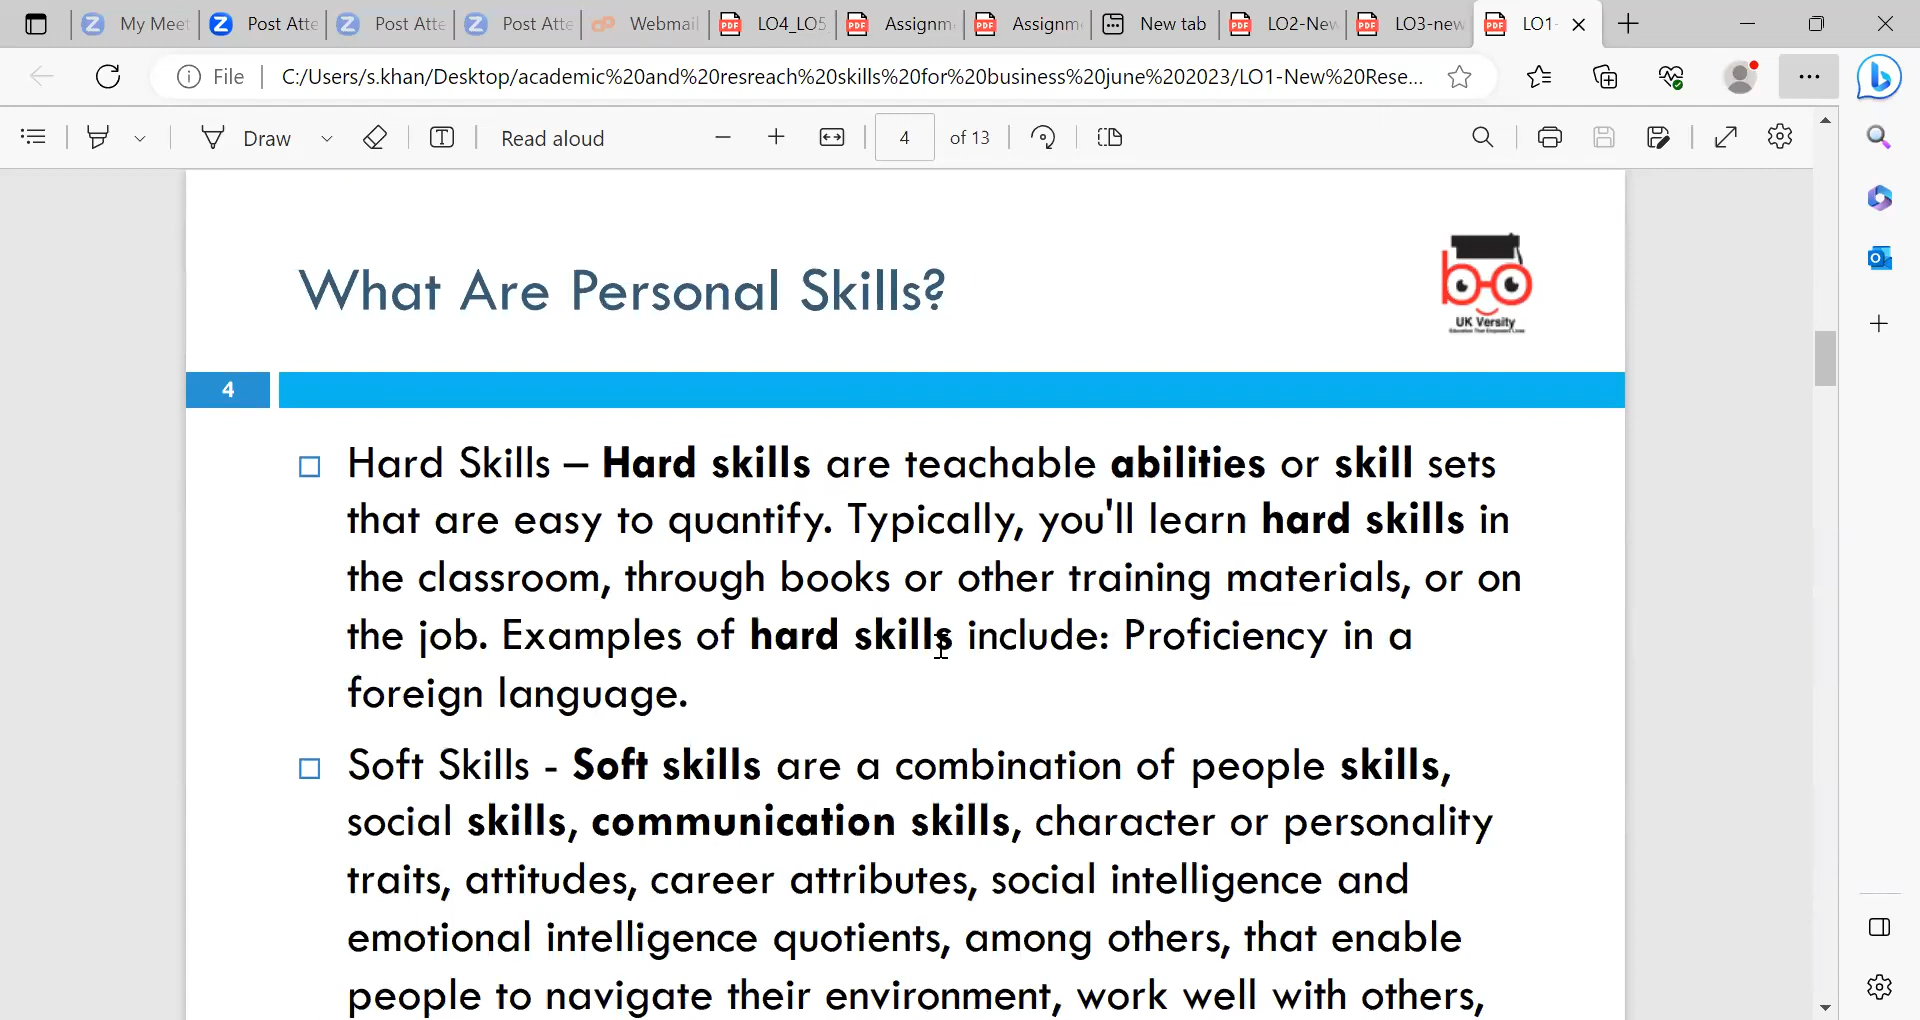 My Meet
Post Atte
Post Atte
Post Atte
Webmail
LO4_LO5
Assignm
Assignm
New tab
LO2-New
LO3-new
LO1-
File
C:/Users/s.khan/Desktop/academic%20and%20resreach%20skills%20for%20business%20june%202023/LO1-New%20Rese...
Draw
Read aloud
4
of 13
What Are Personal Skills?
UK Versity
4
Hard Skills – Hard skills are teachable abilities or skill sets
that are easy to quantify. Typically, you'll learn hard skills in
the classroom, through books or other training materials, or on
the job. Examples of hard skills include: Proficiency in a
foreign language.
Soft Skills - Soft skills are a combination of people skills,
social skills, communication skills, character or personality
traits, attitudes, career attributes, social intelligence and
emotional intelligence quotients, among others, that enable
people to navigate their environment, work well with others,